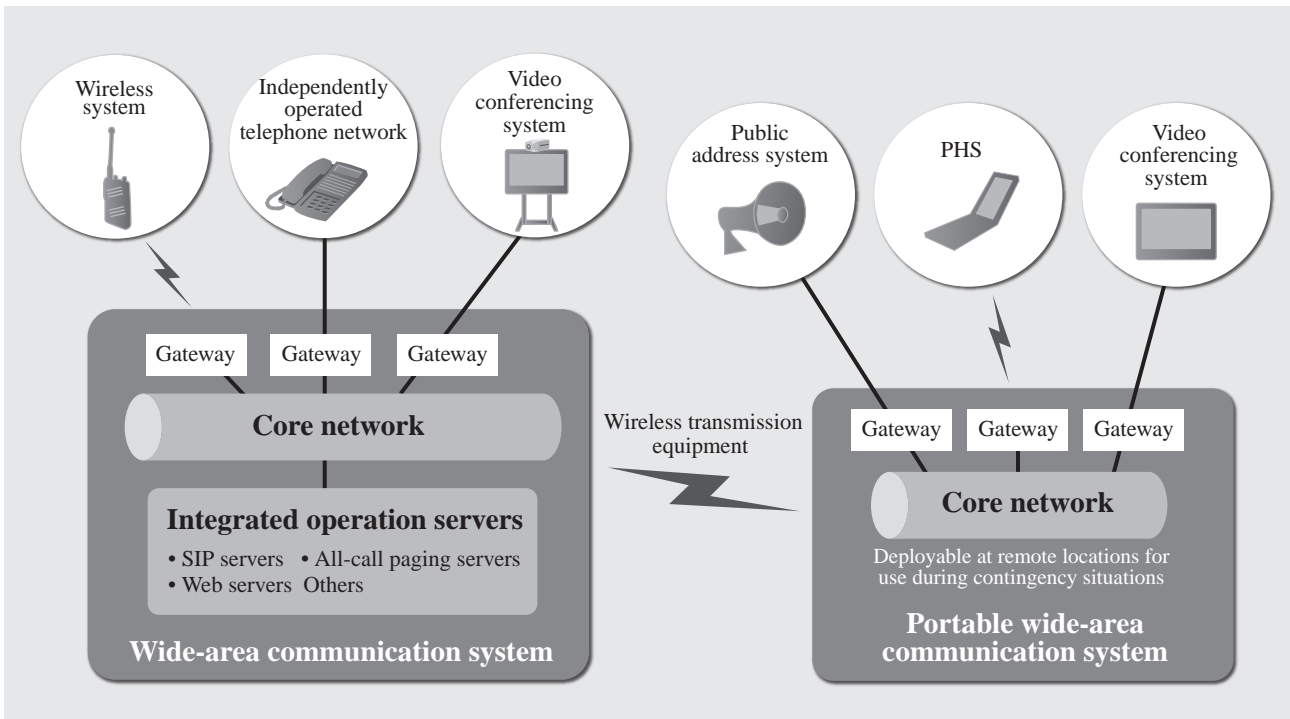 Wireless
system
Independently
operated
telephone network
Video
conferencing
system
Public
address system
PHS
Video
conferencing
system
Gateway
Gateway
Gateway
Core network
Integrated operation servers
• SIP servers • All-call paging servers
• Web servers Others
Wide-area communication system
Wireless transmission
equipment
Gateway
Gateway
Gateway
Core network
Deployable at remote locations for
use during contingency situations
Portable wide-area
communication system